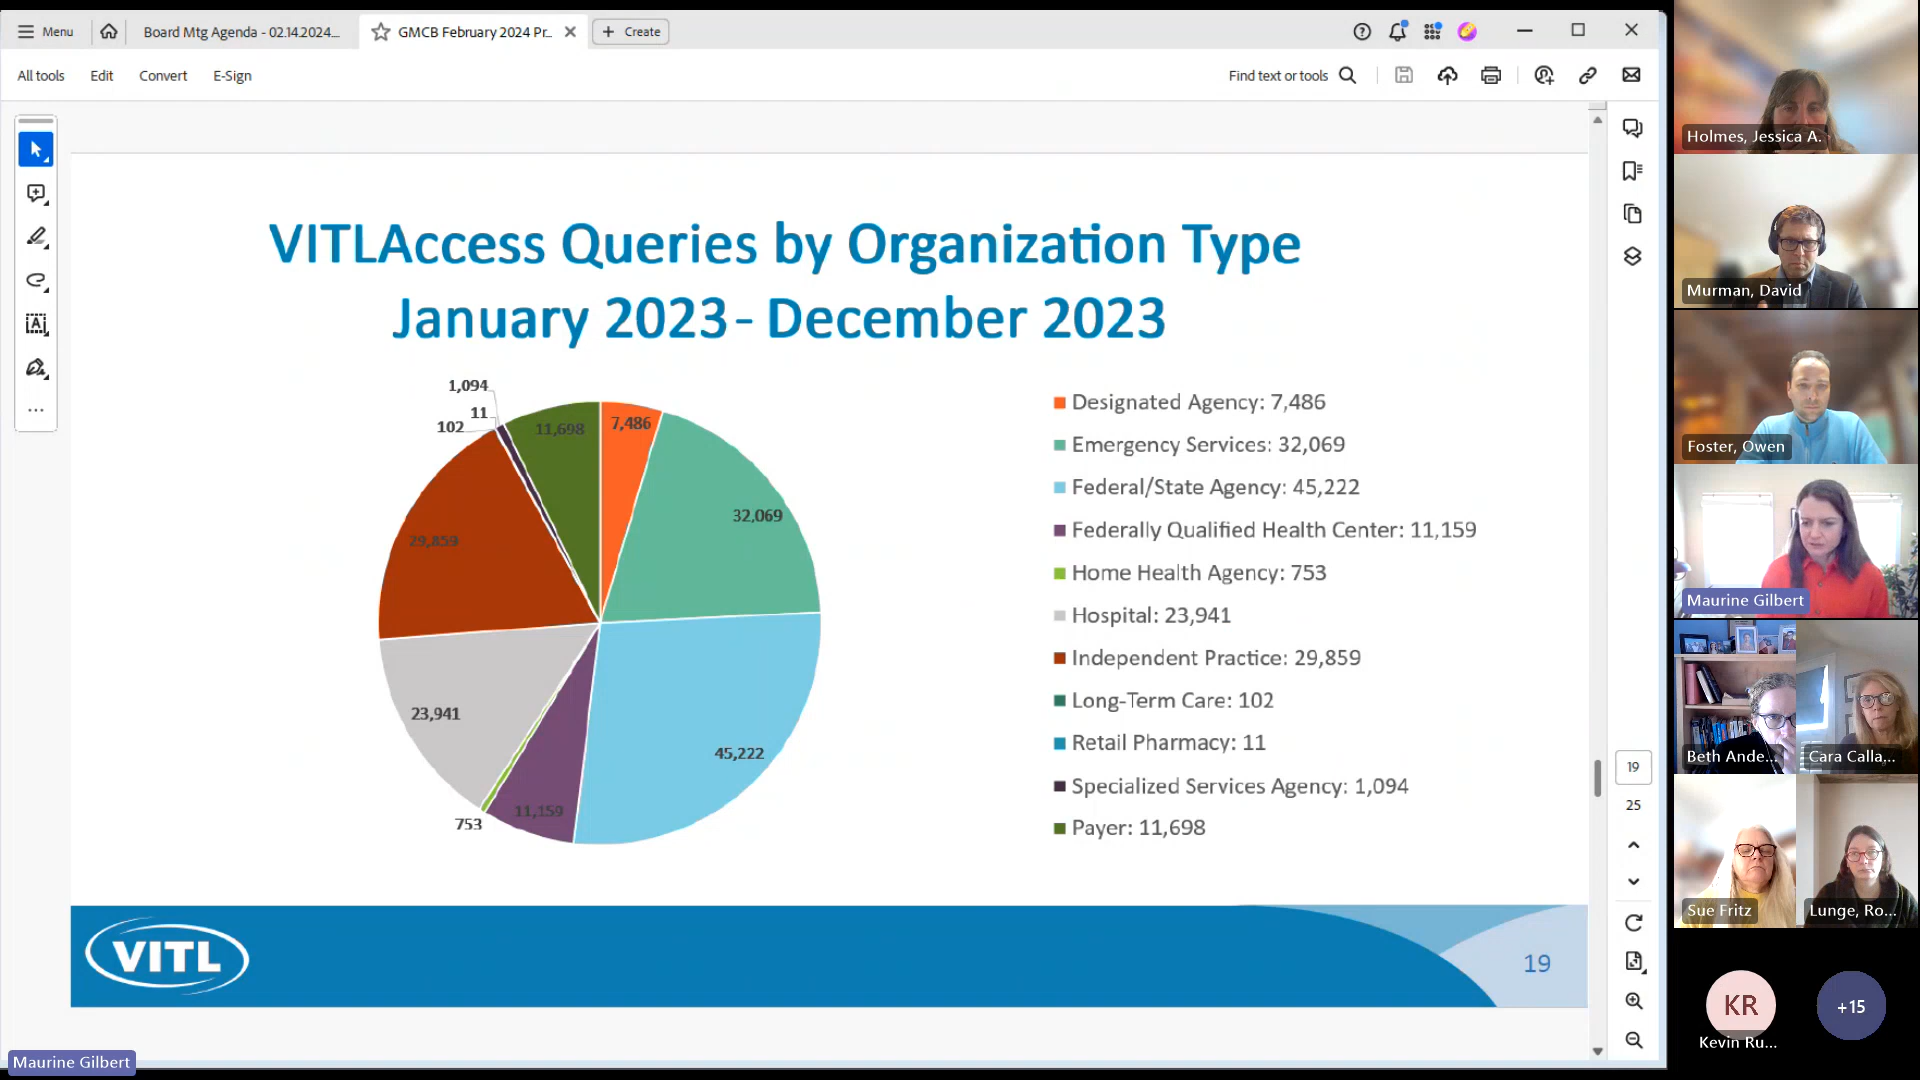 Menu
Board Mtg Agenda - 02.14.2024...
GMCB February 2024 Pr...
Create
All tools
Edit
Convert
E-Sign
Find text or tools
VITLAccess Queries by Organization Type
January 2023 - December 2023
1,094
11
102
11,698
7,486
32,069
29,859
23,941
45,222
11,159
753
Designated Agency: 7,486
Emergency Services: 32,069
Federal/State Agency: 45,222
Federally Qualified Health Center: 11,159
Home Health Agency: 753
Hospital: 23,941
Independent Practice: 29,859
Long-Term Care: 102
Retail Pharmacy: 11
Specialized Services Agency: 1,094
Payer: 11,698
VITL
19
19
25
Maurine Gilbert
Holmes, Jessica A.
Murman, David
Foster, Owen
Maurine Gilbert
Beth Ande...
Cara Calla...
Sue Fritz
Lunge, Ro...
KR
Kevin Ru...
+15